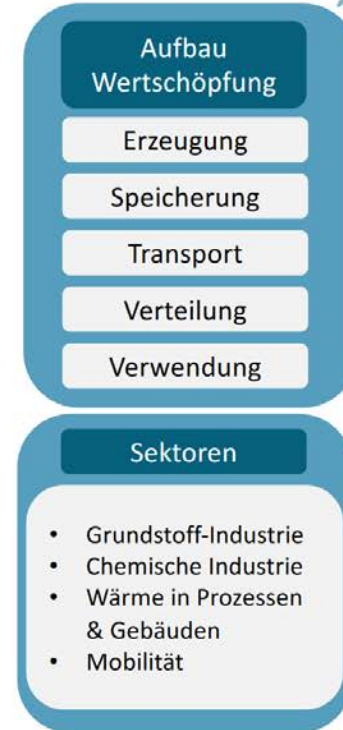 Aufbau
Wertschöpfung
Erzeugung
Speicherung
Transport
Verteilung
Verwendung
Sektoren
• Grundstoff-Industrie
• Chemische Industrie
• Wärme in Prozessen
& Gebäuden
• Mobilität